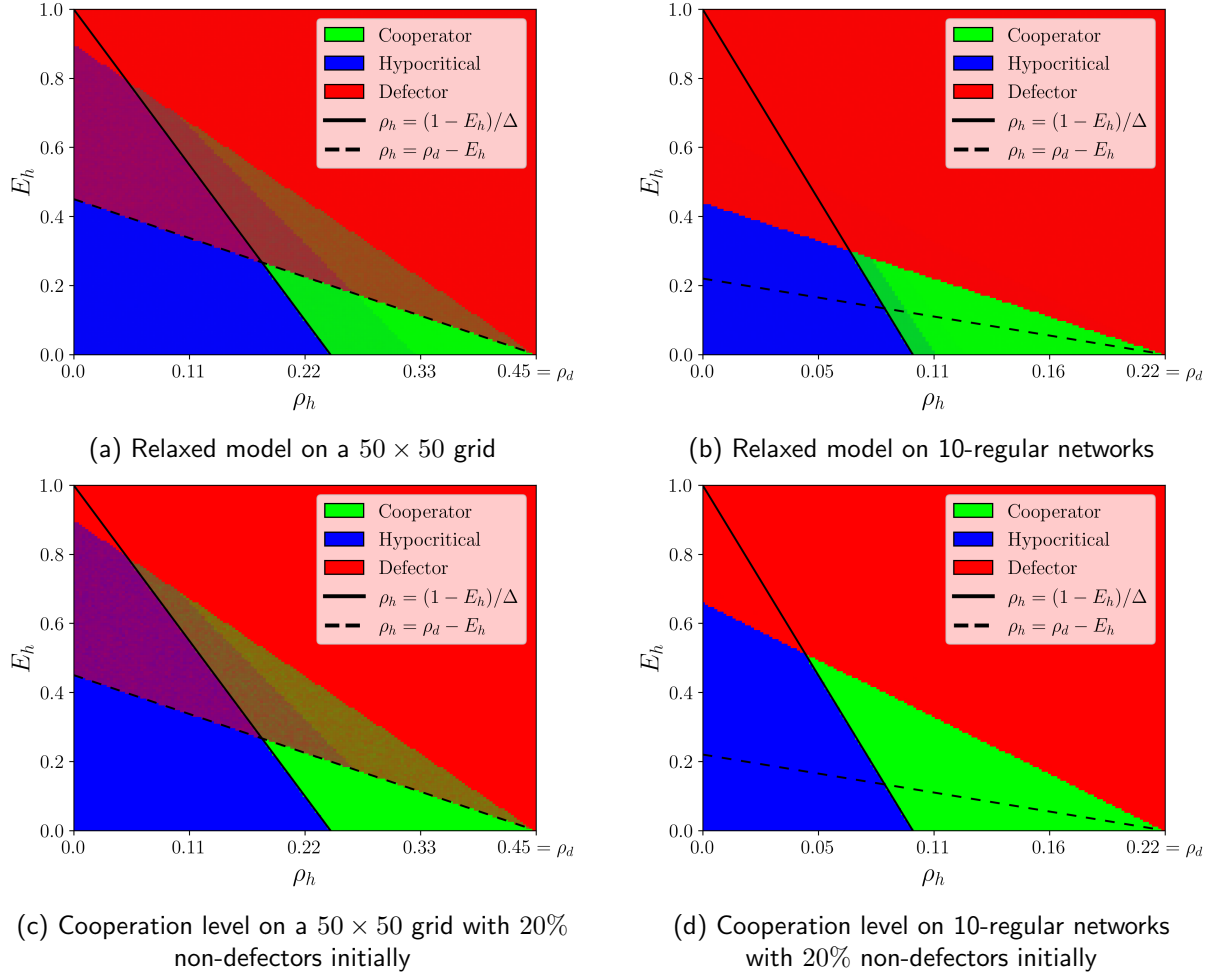 1.0
0.8
0.6
0.4
0.2
0.0
E_h
0.0 0.11 0.22 0.33 0.45 = ρ_d
ρ_h
Cooperator
Hypocritical
Defector
ρ_h = (1 − E_h)/Δ
ρ_h = ρ_d − E_h
(a) Relaxed model on a 50 × 50 grid
1.0
0.8
0.6
0.4
0.2
0.0
E_h
0.0 0.05 0.11 0.16 0.22 = ρ_d
ρ_h
Cooperator
Hypocritical
Defector
ρ_h = (1 − E_h)/Δ
ρ_h = ρ_d − E_h
(b) Relaxed model on 10-regular networks
1.0
0.8
0.6
0.4
0.2
0.0
E_h
0.0 0.11 0.22 0.33 0.45 = ρ_d
ρ_h
Cooperator
Hypocritical
Defector
ρ_h = (1 − E_h)/Δ
ρ_h = ρ_d − E_h
(c) Cooperation level on a 50 × 50 grid with 20%
non-defectors initially
1.0
0.8
0.6
0.4
0.2
0.0
E_h
0.0 0.05 0.11 0.16 0.22 = ρ_d
ρ_h
Cooperator
Hypocritical
Defector
ρ_h = (1 − E_h)/Δ
ρ_h = ρ_d − E_h
(d) Cooperation level on 10-regular networks
with 20% non-defectors initially